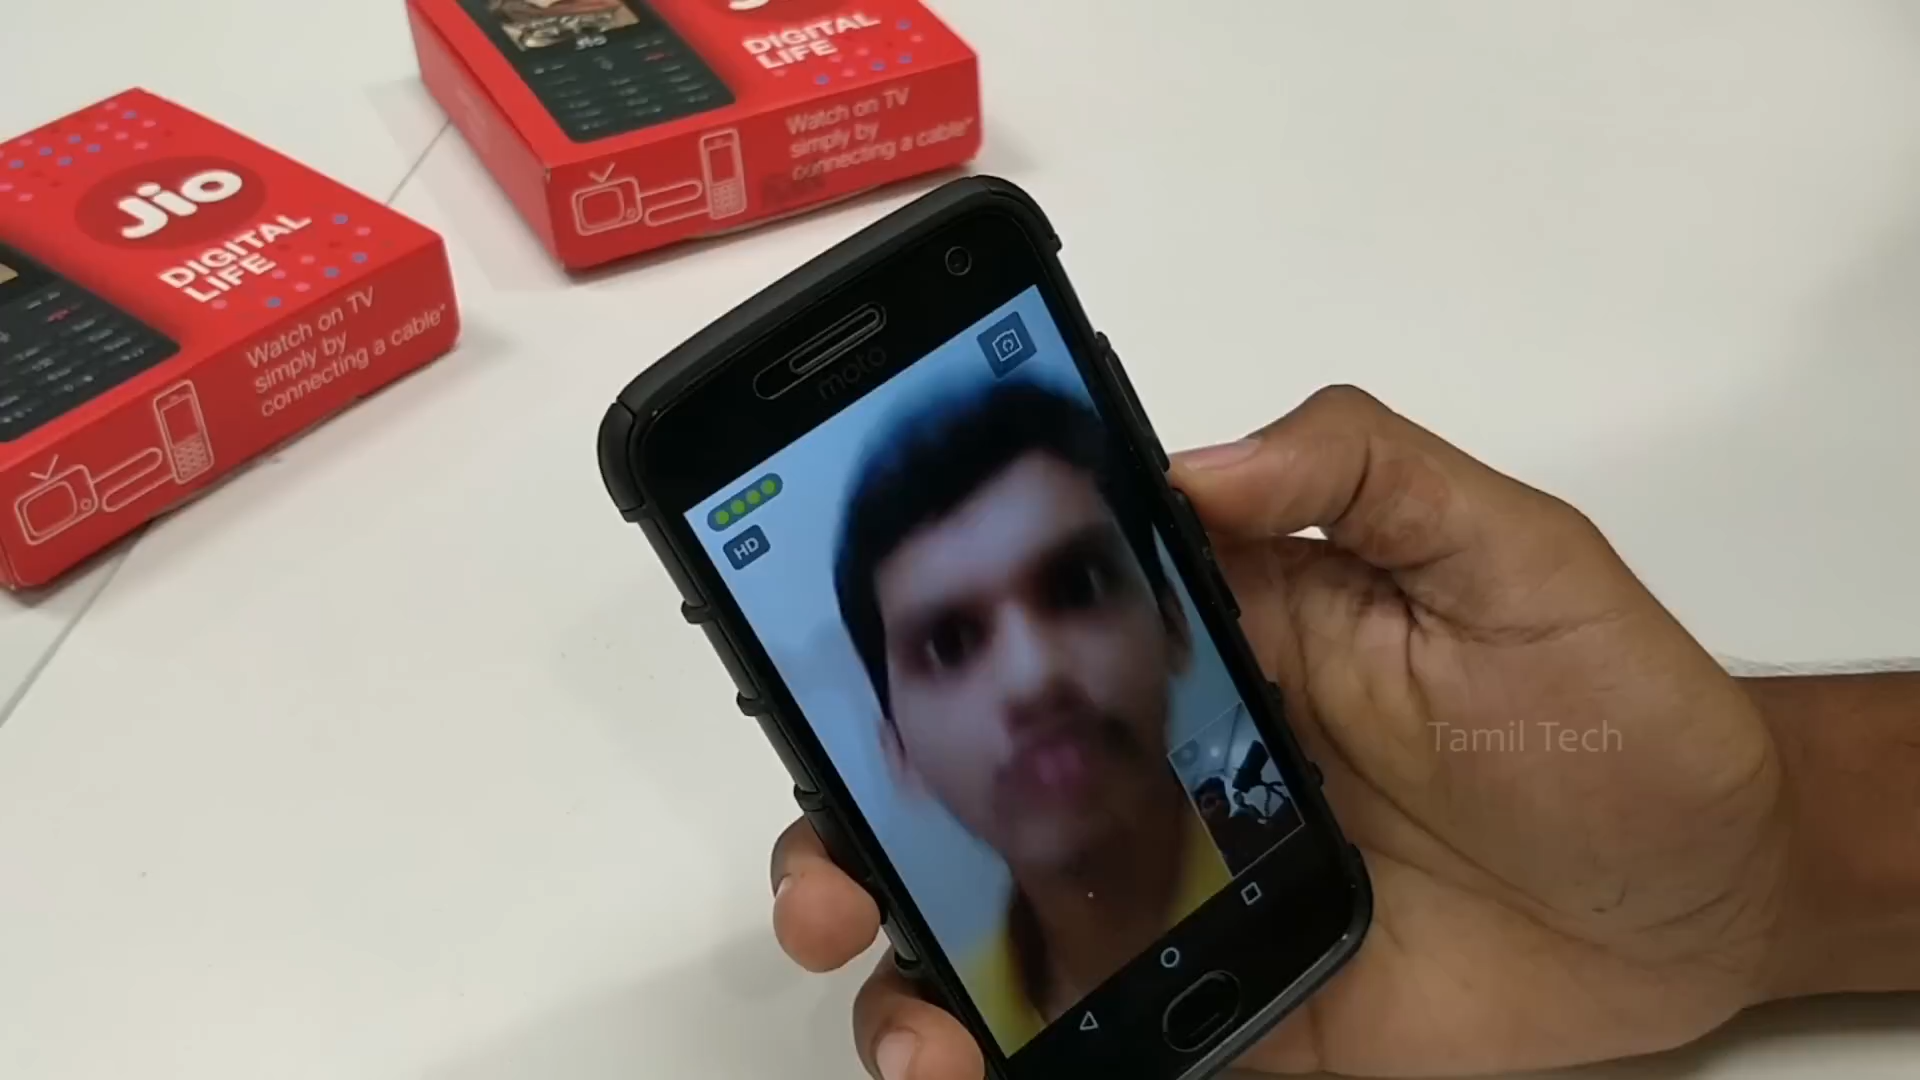 Jio
DIGITAL
LIFE
Watch on TV
simply by
connecting a cable*
Jio
DIGITAL
LIFE
Watch on TV
simply by
connecting a cable*
moto
HD
Tamil Tech